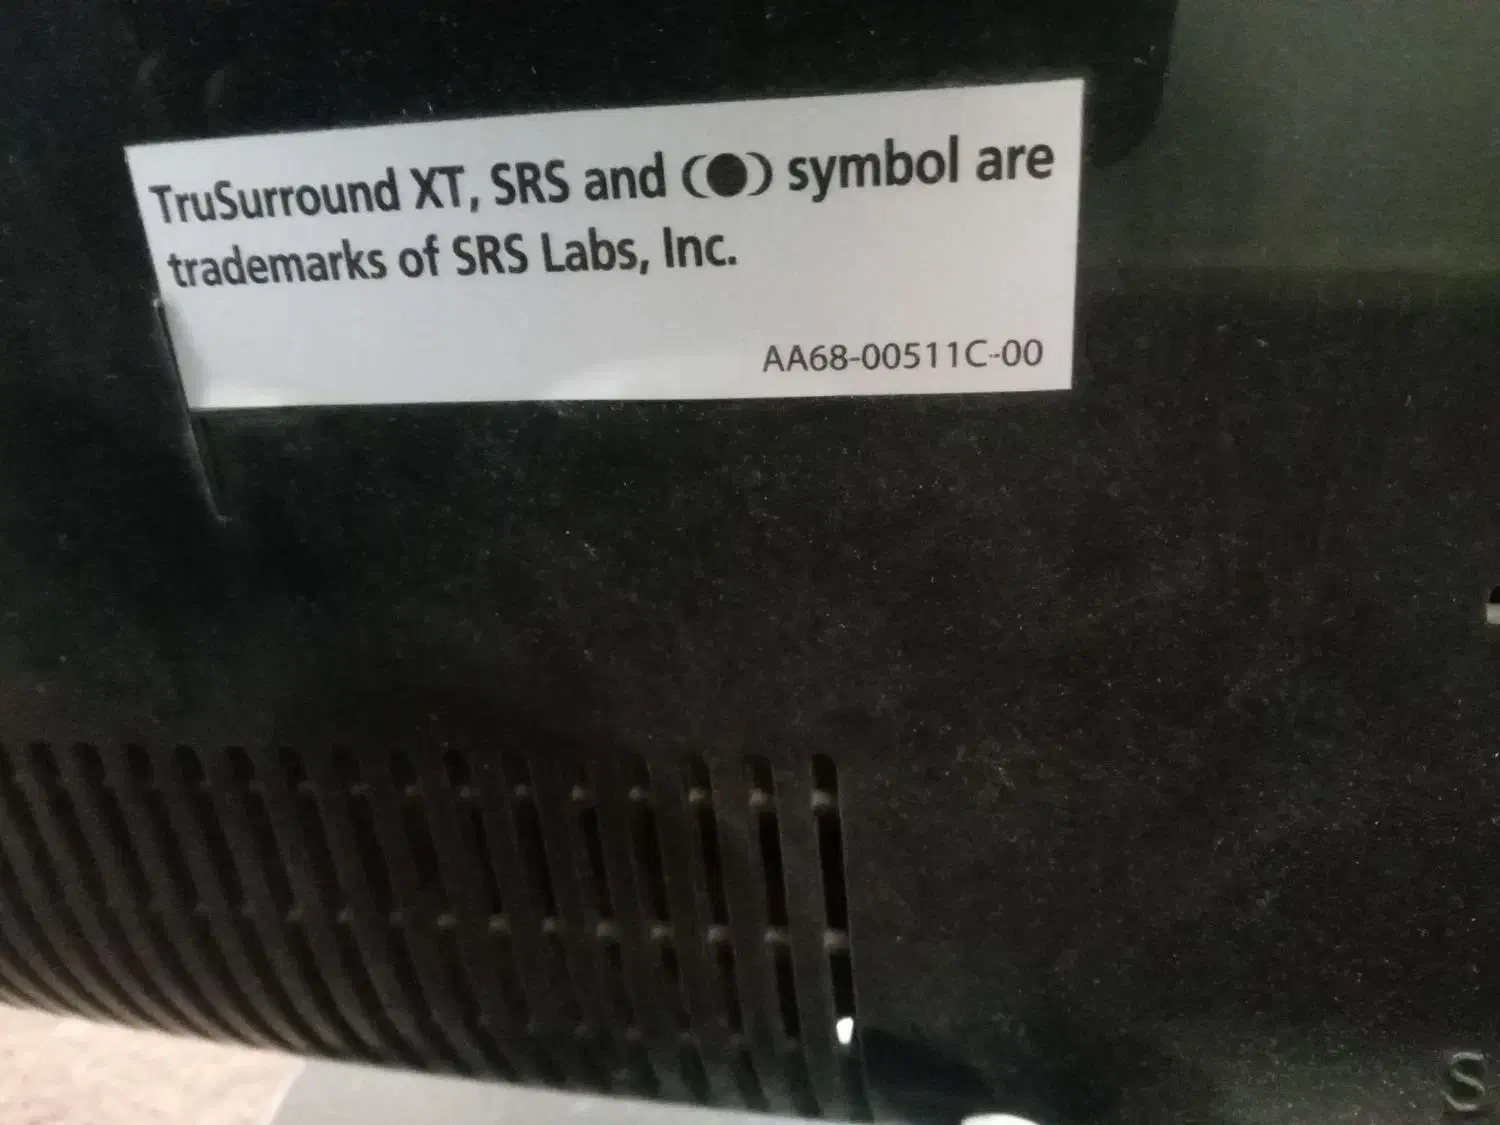 TruSurround XT, SRS and (●) symbol are
trademarks of SRS Labs, Inc.
AA68-00511C-00
S